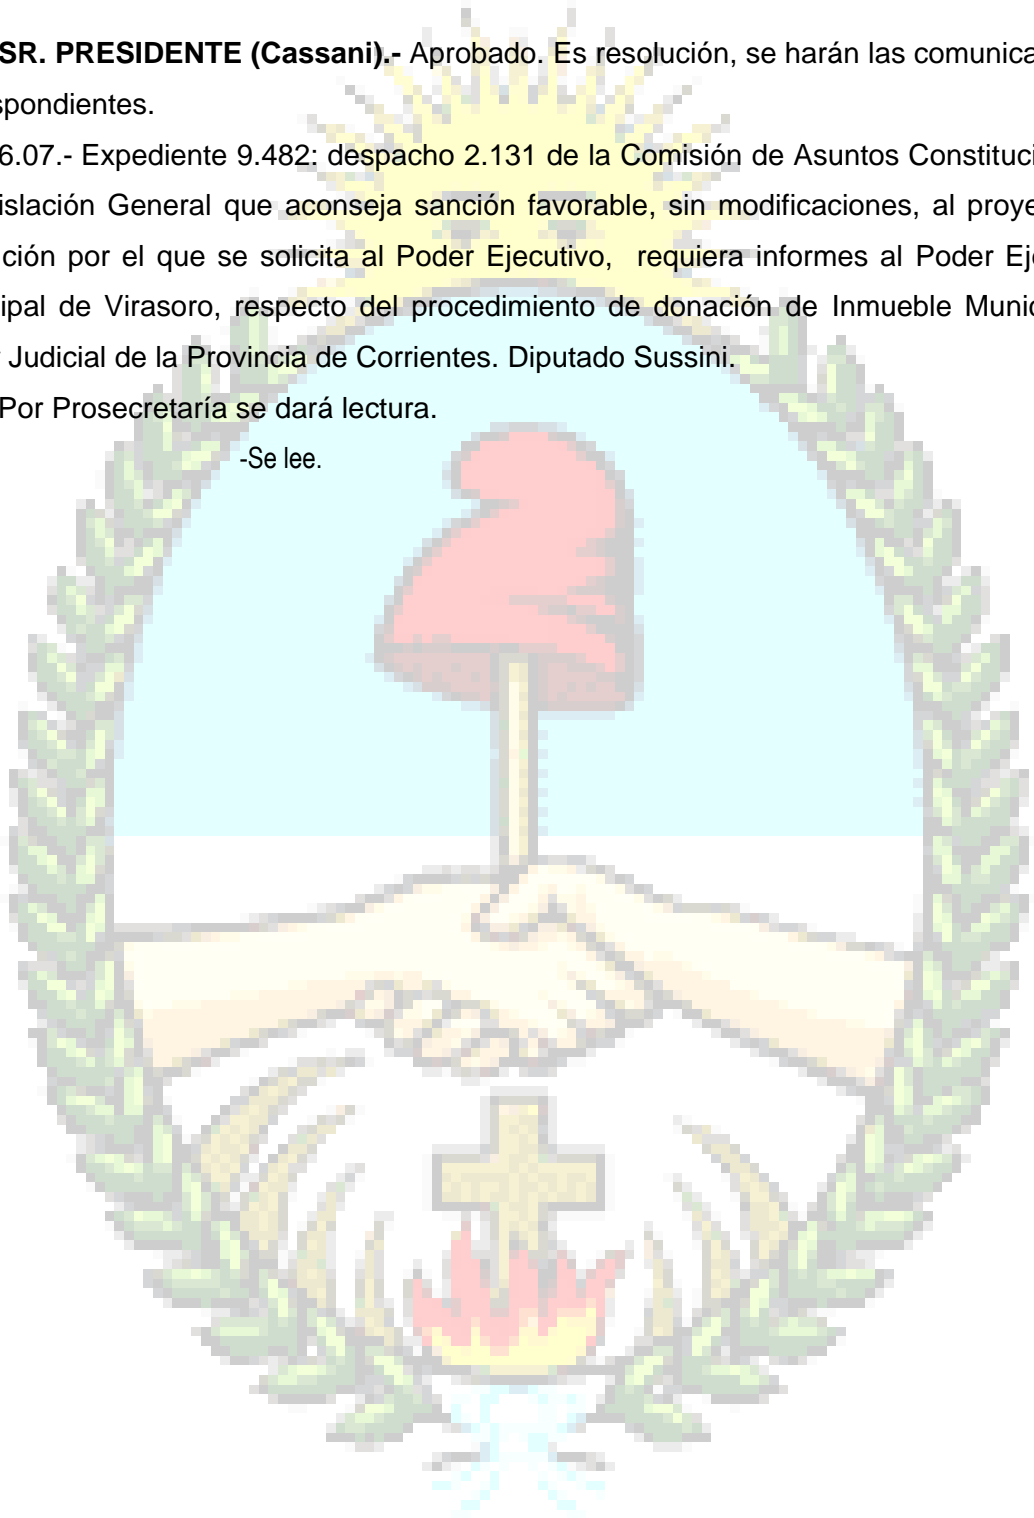 SR. PRESIDENTE (Cassani).- Aprobado. Es resolución, se harán las comunica
spondientes.
6.07.- Expediente 9.482: despacho 2.131 de la Comisión de Asuntos Constituci
islación General que aconseja sanción favorable, sin modificaciones, al proye
ción por el que se solicita al Poder Ejecutivo, requiera informes al Poder Eje
ipal de Virasoro, respecto del procedimiento de donación de Inmueble Munic
Judicial de la Provincia de Corrientes. Diputado Sussini.
Por Prosecretaría se dará lectura.
-Se lee.